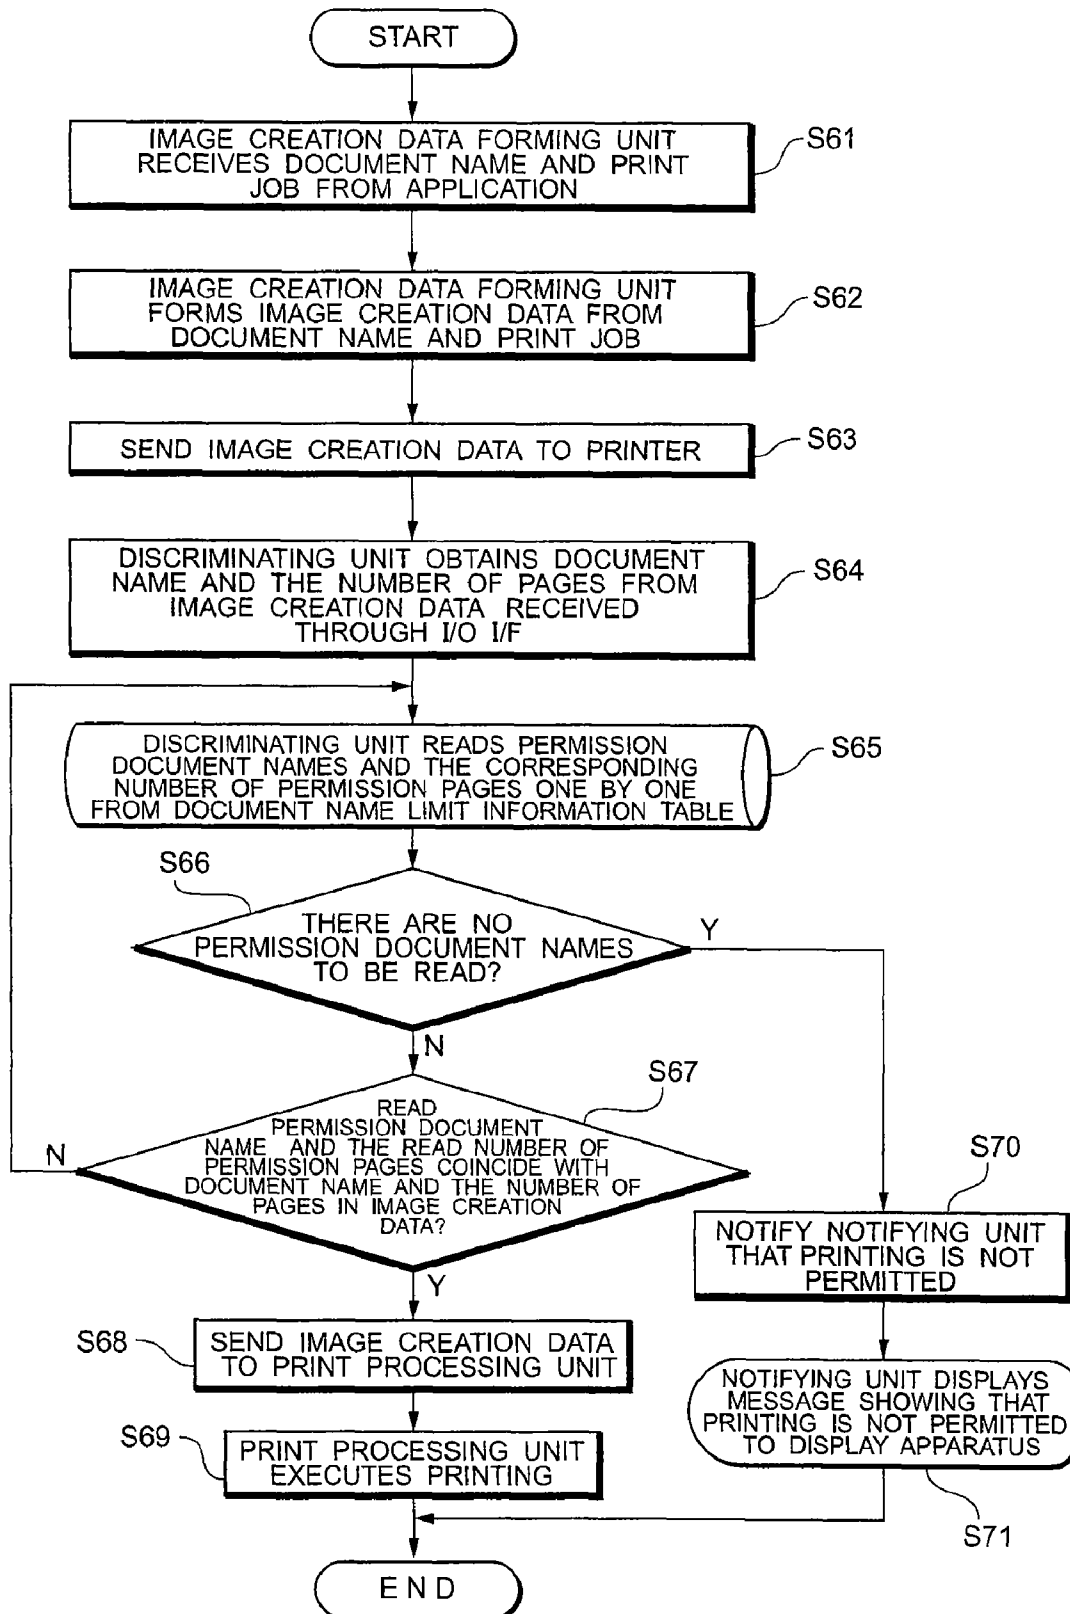 START
IMAGE CREATION DATA FORMING UNIT
RECEIVES DOCUMENT NAME AND PRINT
JOB FROM APPLICATION
S61
IMAGE CREATION DATA FORMING UNIT
FORMS IMAGE CREATION DATA FROM
DOCUMENT NAME AND PRINT JOB
S62
SEND IMAGE CREATION DATA TO PRINTER
S63
DISCRIMINATING UNIT OBTAINS DOCUMENT
NAME AND THE NUMBER OF PAGES FROM
IMAGE CREATION DATA RECEIVED
THROUGH I/O I/F
S64
DISCRIMINATING UNIT READS PERMISSION
DOCUMENT NAMES AND THE CORRESPONDING
NUMBER OF PERMISSION PAGES ONE BY ONE
FROM DOCUMENT NAME LIMIT INFORMATION TABLE
S65
S66
THERE ARE NO
PERMISSION DOCUMENT NAMES
TO BE READ?
Y
N
S67
READ
PERMISSION DOCUMENT
NAME AND THE READ NUMBER OF
PERMISSION PAGES COINCIDE WITH
DOCUMENT NAME AND THE NUMBER OF
PAGES IN IMAGE CREATION
DATA?
N
Y
S70
NOTIFY NOTIFYING UNIT
THAT PRINTING IS NOT
PERMITTED
S68
SEND IMAGE CREATION DATA
TO PRINT PROCESSING UNIT
NOTIFYING UNIT DISPLAYS
MESSAGE SHOWING THAT
PRINTING IS NOT PERMITTED
TO DISPLAY APPARATUS
S71
S69
PRINT PROCESSING UNIT
EXECUTES PRINTING
END